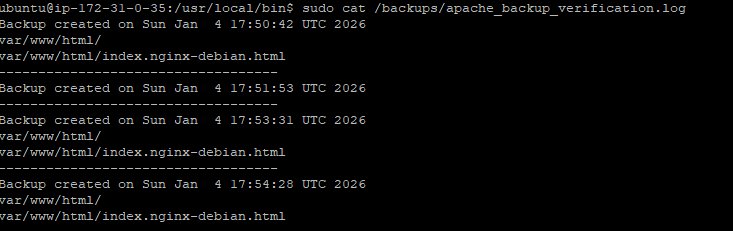 ubuntu@ip-172-31-0-35:/usr/local/bin$ sudo cat /backups/apache_backup_verification.log
Backup created on Sun Jan  4 17:50:42 UTC 2026
var/www/html/
var/www/html/index.nginx-debian.html
-----------------------------------
Backup created on Sun Jan  4 17:51:53 UTC 2026
-----------------------------------
Backup created on Sun Jan  4 17:53:31 UTC 2026
var/www/html/
var/www/html/index.nginx-debian.html
-----------------------------------
Backup created on Sun Jan  4 17:54:28 UTC 2026
var/www/html/
var/www/html/index.nginx-debian.html